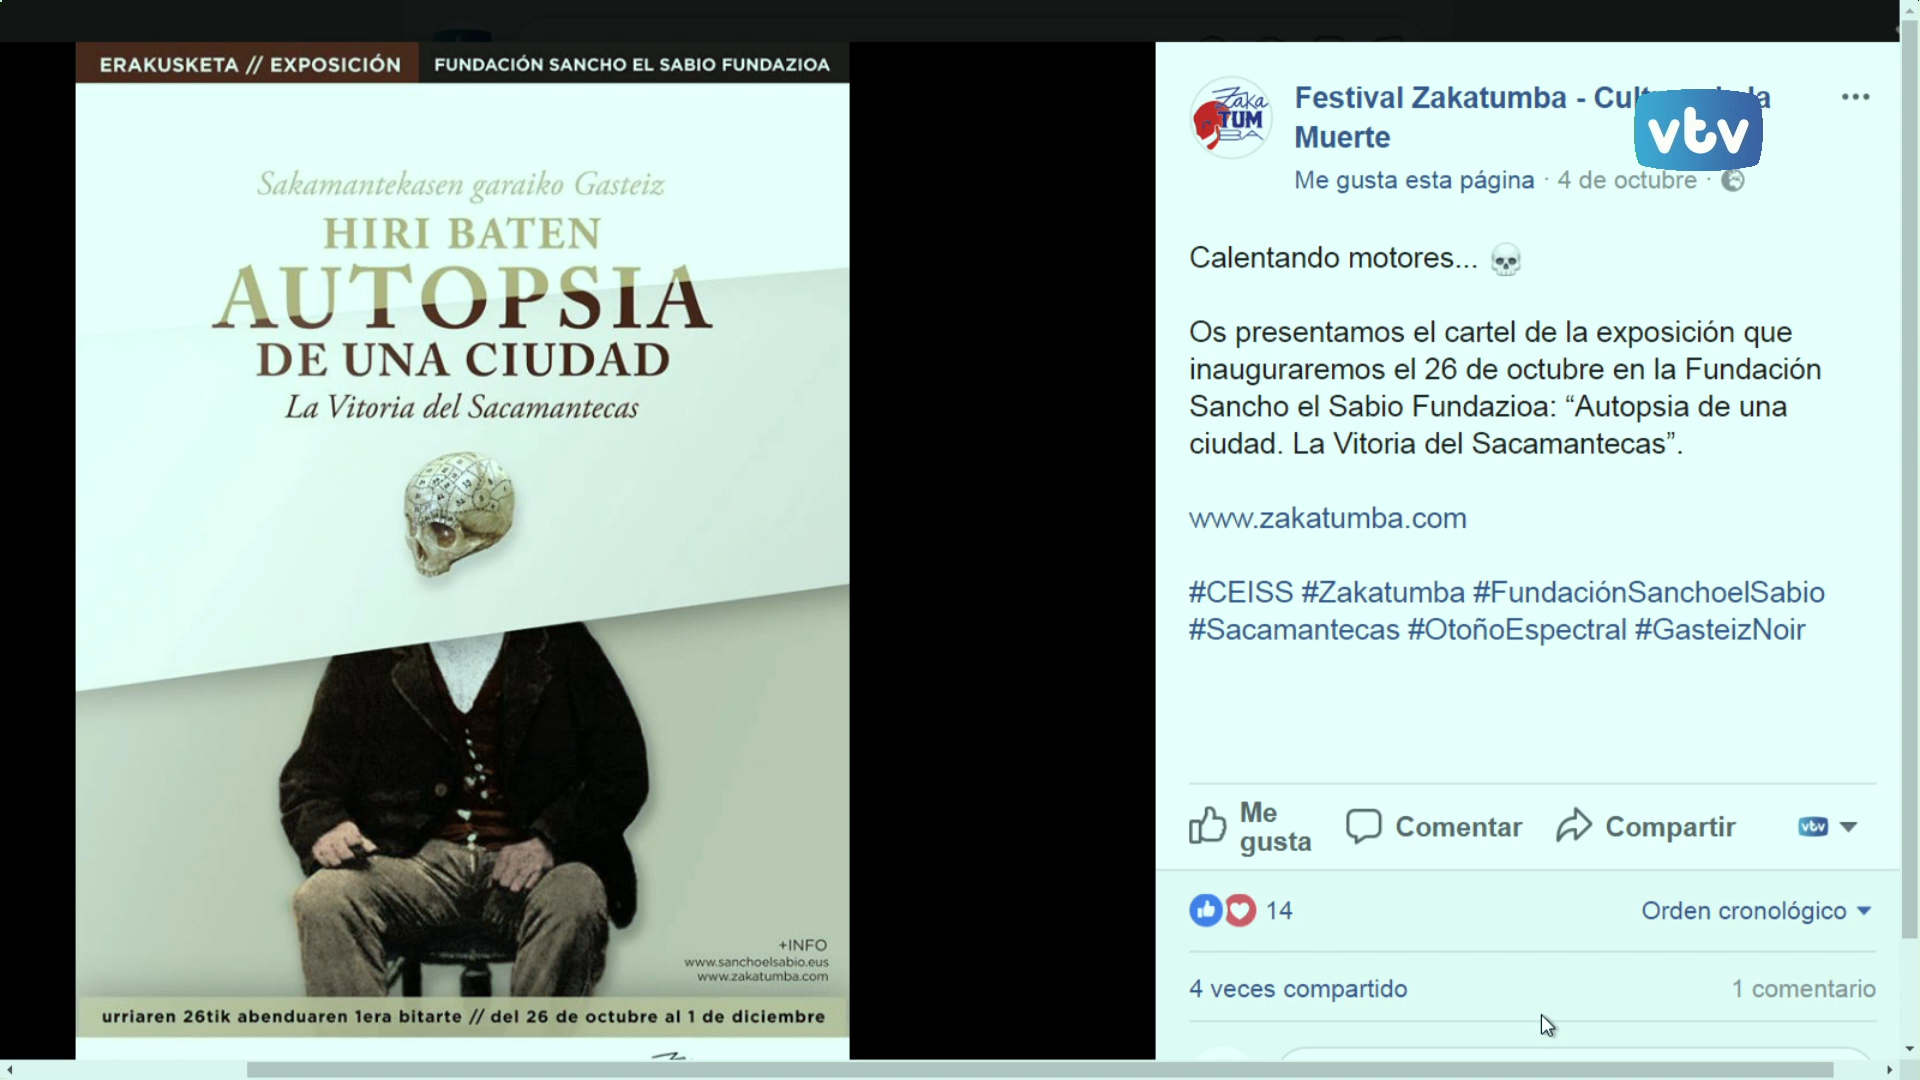 ERAKUSKETA // EXPOSICIÓN
FUNDACIÓN SANCHO EL SABIO FUNDAZIOA
Sakamantekasen garaiko Gasteiz
HIRI BATEN
AUTOPSIA
DE UNA CIUDAD
La Vitoria del Sacamantecas
+INFO
www.sanchoelsabio.eus
www.zakatumba.com
urriaren 26tik abenduaren 1era bitarte // del 26 de octubre al 1 de diciembre
Zaka
TUM
BA
Festival Zakatumba - la
Muerte
vtv
Me gusta esta página · 4 de octubre ·
Calentando motores...
Os presentamos el cartel de la exposición que
inauguraremos el 26 de octubre en la Fundación
Sancho el Sabio Fundazioa: “Autopsia de una
ciudad. La Vitoria del Sacamantecas”.
www.zakatumba.com
#CEISS #Zakatumba #FundaciónSanchoelSabio
#Sacamantecas #OtoñoEspectral #GasteizNoir
Me
gusta
Comentar
Compartir
vtv
14
Orden cronológico
4 veces compartido
1 comentario